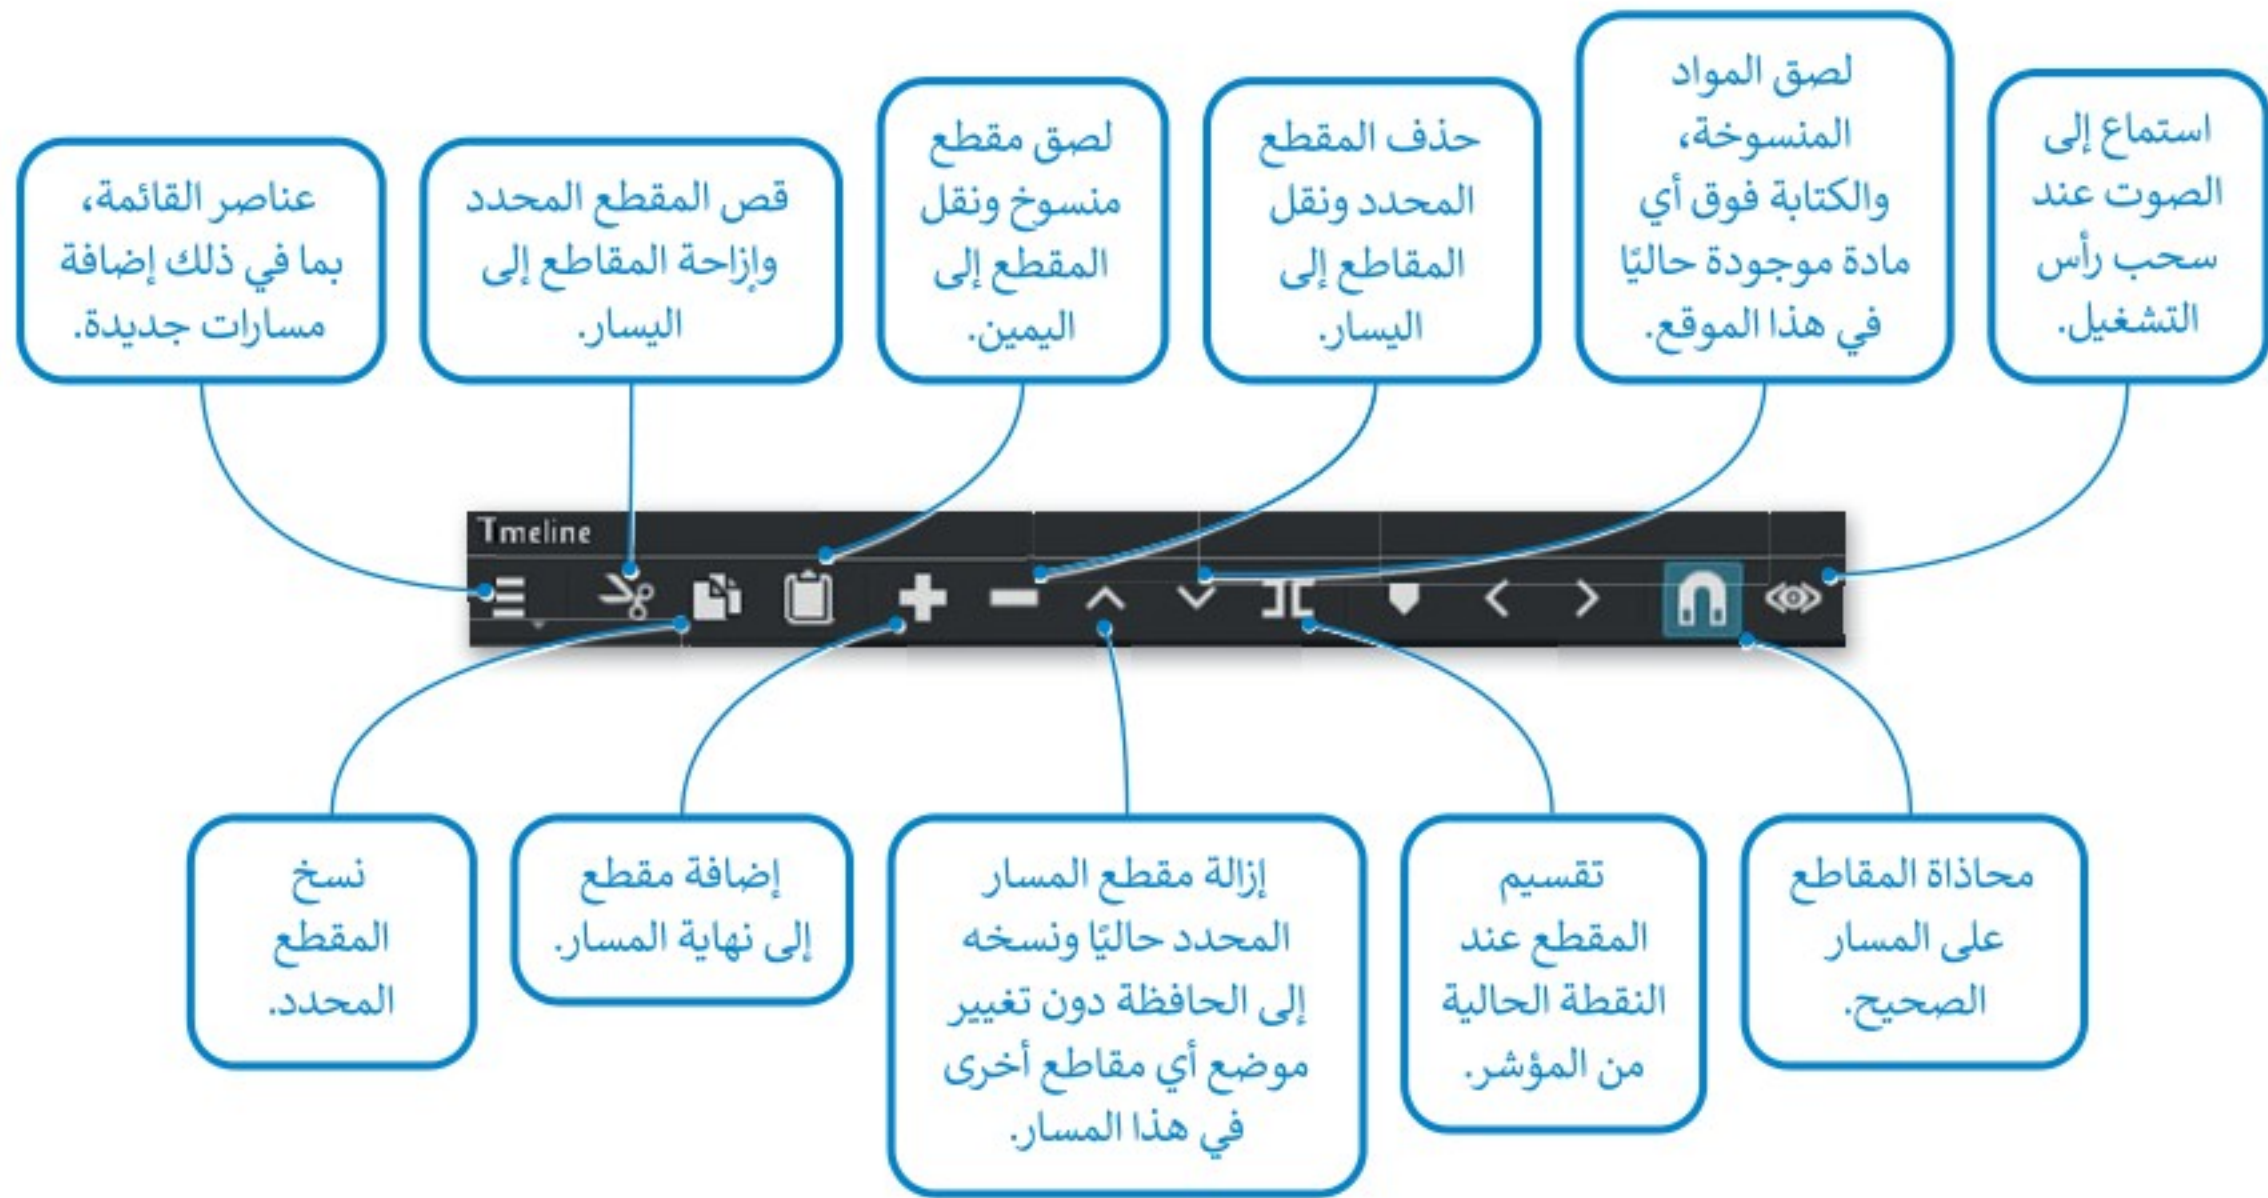 عناصر القائمة،
بما في ذلك إضافة
مسارات جديدة.
قص المقطع المحدد
وإزاحة المقاطع إلى
اليسار.
لصق مقطع
منسوخ ونقل
المقطع إلى
اليمين.
حذف المقطع
المحدد ونقل
المقاطع إلى
اليسار.
لصق المواد
المنسوخة،
والكتابة فوق أي
مادة موجودة حاليًا
في هذا الموقع.
استماع إلى
الصوت عند
سحب رأس
التشغيل.
Tmeline
نسخ
المقطع
المحدد.
إضافة مقطع
إلى نهاية المسار.
إزالة مقطع المسار
المحدد حاليًا ونسخه
إلى الحافظة دون تغيير
موضع أي مقاطع أخرى
في هذا المسار.
تقسيم
المقطع عند
النقطة الحالية
من المؤشر.
محاذاة المقاطع
على المسار
الصحيح.